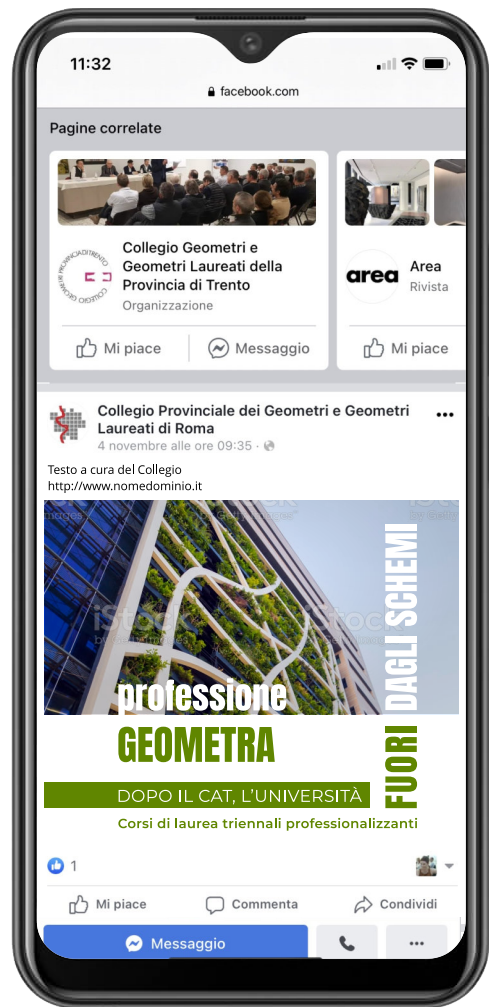 11:32
facebook.com
Pagine correlate
Collegio Geometri e
Geometri Laureati della
Provincia di Trento
Organizzazione
Mi piace
Messaggio
area
Area
Rivista
Mi piace
Collegio Provinciale dei Geometri e Geometri
Laureati di Roma
4 novembre alle ore 09:35 ·
Testo a cura del Collegio
http://www.nomedominio.it
iStock
iStock
professione
GEOMETRA
FUORI DAGLI SCHEMI
DOPO IL CAT, L'UNIVERSITÀ
Corsi di laurea triennali professionalizzanti
1
Mi piace
Commenta
Condividi
Messaggio